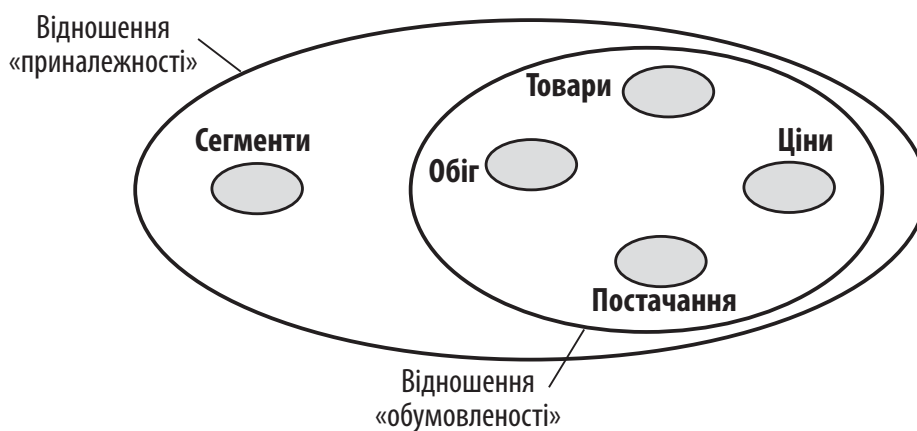 Відношення
«приналежності»
Товари
Сегменти
Ціни
Обіг
Постачання
Відношення
«обумовленості»